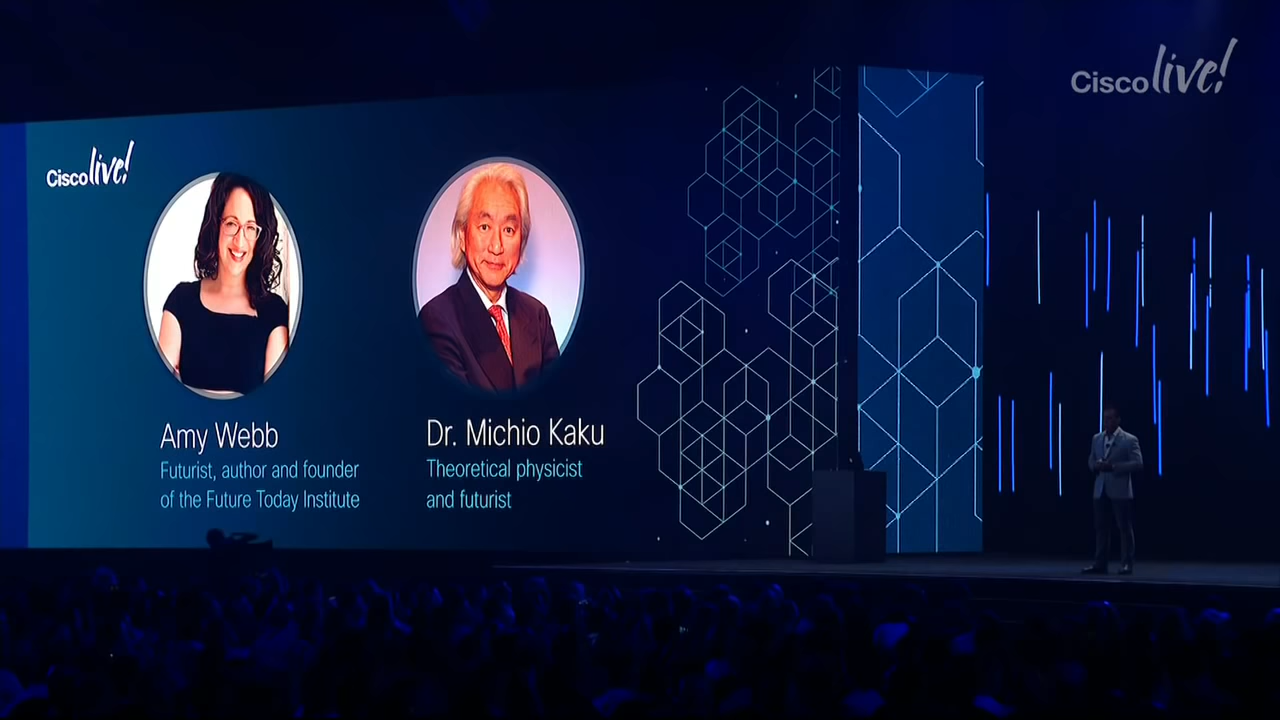 Cisco live!
Cisco live!
Amy Webb
Futurist, author and founder
of the Future Today Institute
Dr. Michio Kaku
Theoretical physicist
and futurist